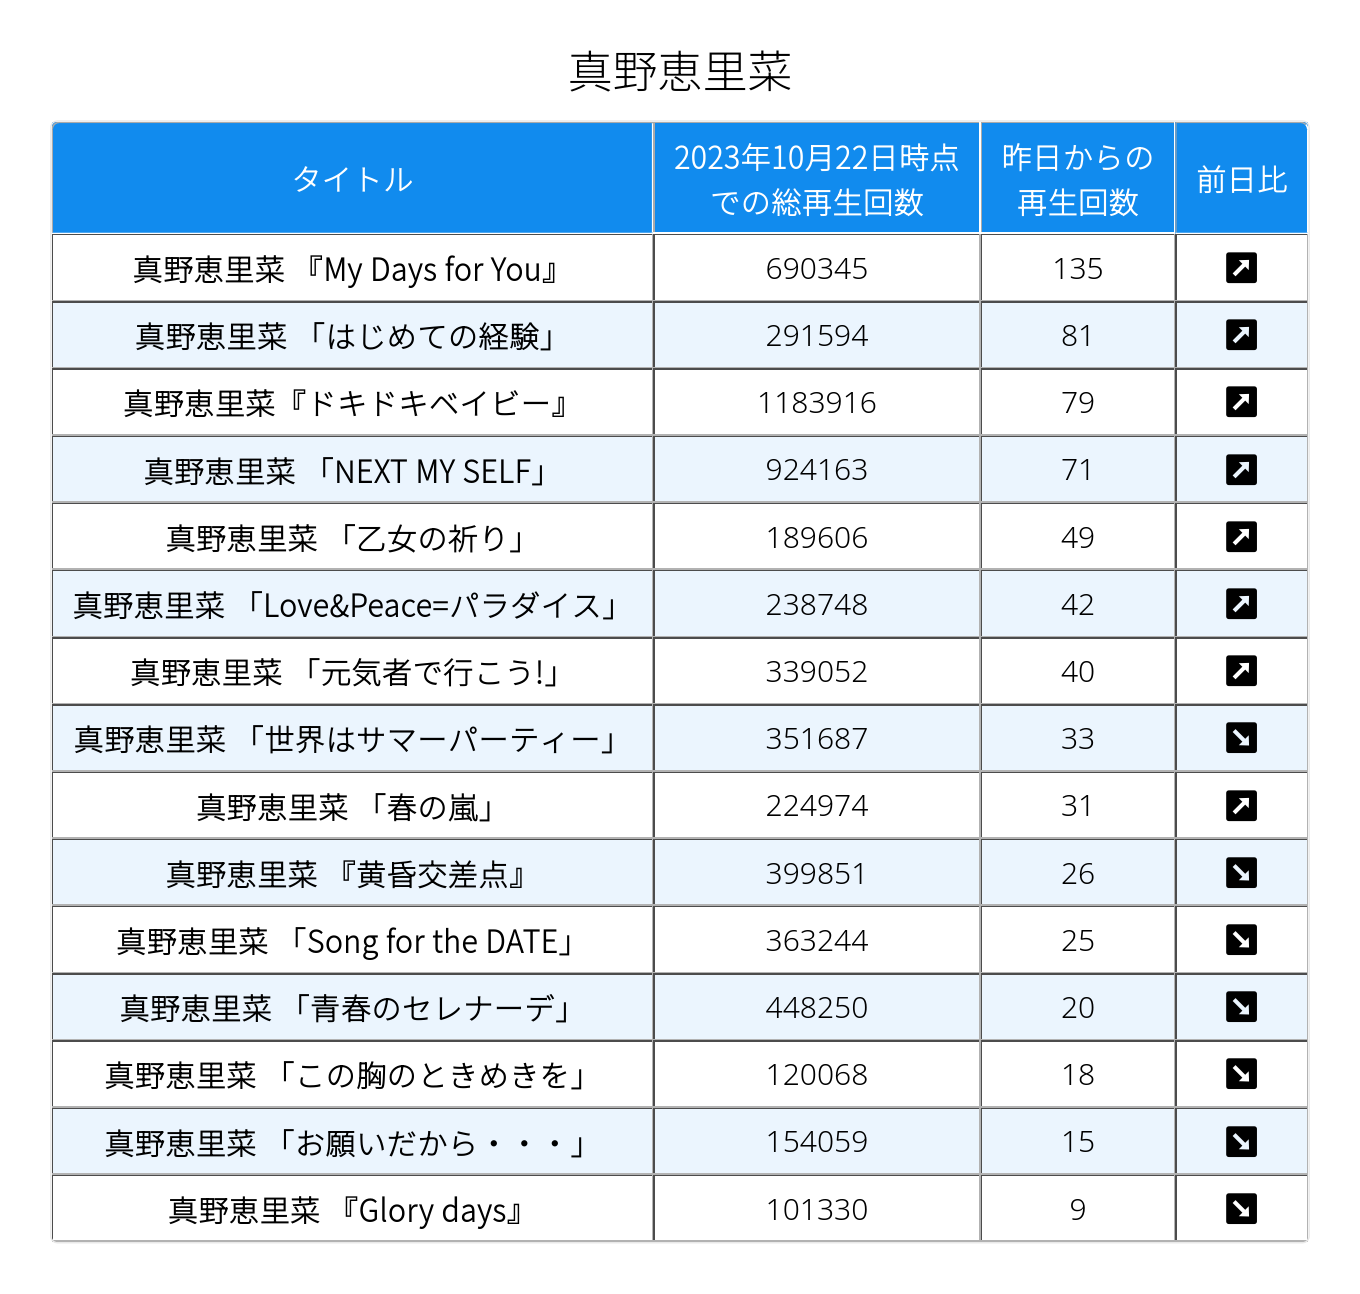 真野恵里菜
タイトル 2023年10月22日時点での総再生回数 昨日からの再生回数 前日比
真野恵里菜 『My Days for You』 690345 135 ↗
真野恵里菜 「はじめての経験」 291594 81 ↗
真野恵里菜『ドキドキベイビー』 1183916 79 ↗
真野恵里菜 「NEXT MY SELF」 924163 71 ↗
真野恵里菜 「乙女の祈り」 189606 49 ↗
真野恵里菜 「Love&Peace=パラダイス」 238748 42 ↗
真野恵里菜 「元気者で行こう!」 339052 40 ↗
真野恵里菜 「世界はサマーパーティー」 351687 33 ↘
真野恵里菜 「春の嵐」 224974 31 ↗
真野恵里菜 『黄昏交差点』 399851 26 ↘
真野恵里菜 「Song for the DATE」 363244 25 ↘
真野恵里菜 「青春のセレナーデ」 448250 20 ↘
真野恵里菜 「この胸のときめきを」 120068 18 ↘
真野恵里菜 「お願いだから・・・」 154059 15 ↘
真野恵里菜 『Glory days』 101330 9 ↘